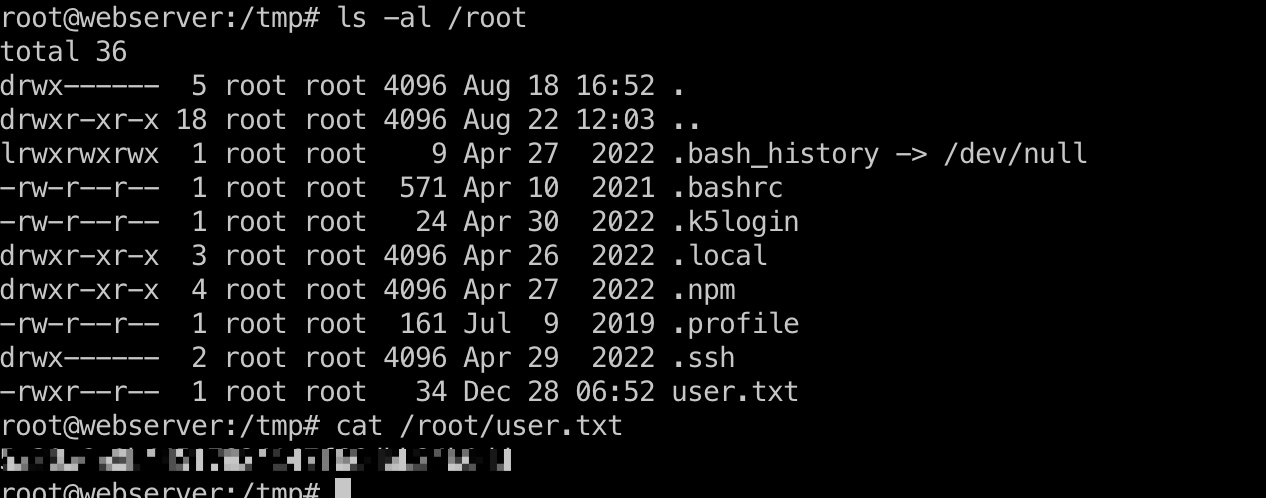 root@webserver:/tmp# ls -al /root
total 36
drwx------  5 root root 4096 Aug 18 16:52 .
drwxr-xr-x 18 root root 4096 Aug 22 12:03 ..
lrwxrwxrwx  1 root root    9 Apr 27  2022 .bash_history -> /dev/null
-rw-r--r--  1 root root  571 Apr 10  2021 .bashrc
-rw-r--r--  1 root root   24 Apr 30  2022 .k5login
drwxr-xr-x  3 root root 4096 Apr 26  2022 .local
drwxr-xr-x  4 root root 4096 Apr 27  2022 .npm
-rw-r--r--  1 root root  161 Jul  9  2019 .profile
drwx------  2 root root 4096 Apr 29  2022 .ssh
-rwxr--r--  1 root root   34 Dec 28 06:52 user.txt
root@webserver:/tmp# cat /root/user.txt
root@webserver:/tmp#